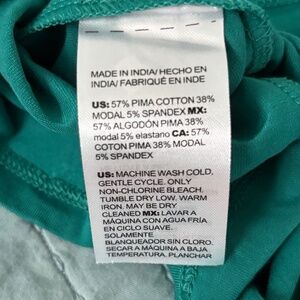 MADE IN INDIA/HECHO EN
INDIA/ FABRIQUÉ EN INDE
US: 57% PIMA COTTON 38%
MODAL 5% SPANDEX MX:
57% ALGODÓN PIMA 38%
modal 5% elastano CA: 57%
COTON PIMA 38% MODAL
5% SPANDEX
US: MACHINE WASH COLD,
GENTLE CYCLE. ONLY
NON-CHLORINE BLEACH.
TUMBLE DRY LOW. WARM
IRON. MAY BE DRY
CLEANED MX: LAVAR A
MÁQUINA CON AGUA FRÍA
EN CICLO SUAVE.
SOLAMENTE
BLANQUEADOR SIN CLORO.
SECAR A MÁQUINA A BAJA
TEMPERATURA. PLANCHAR